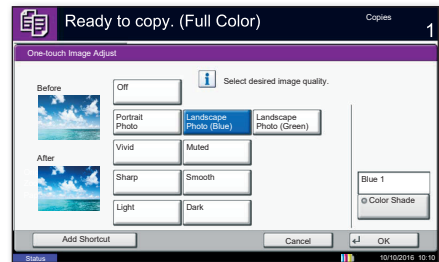 Ready to copy. (Full Color)
Copies
1
One-touch Image Adjust
Before
Off
i
Select desired image quality.
Portrait
Photo
Landscape
Photo (Blue)
Landscape
Photo (Green)
After
Vivid
Muted
Sharp
Smooth
Light
Dark
Blue 1
Color Shade
Add Shortcut
Cancel
OK
Status
10/10/2016 10:10